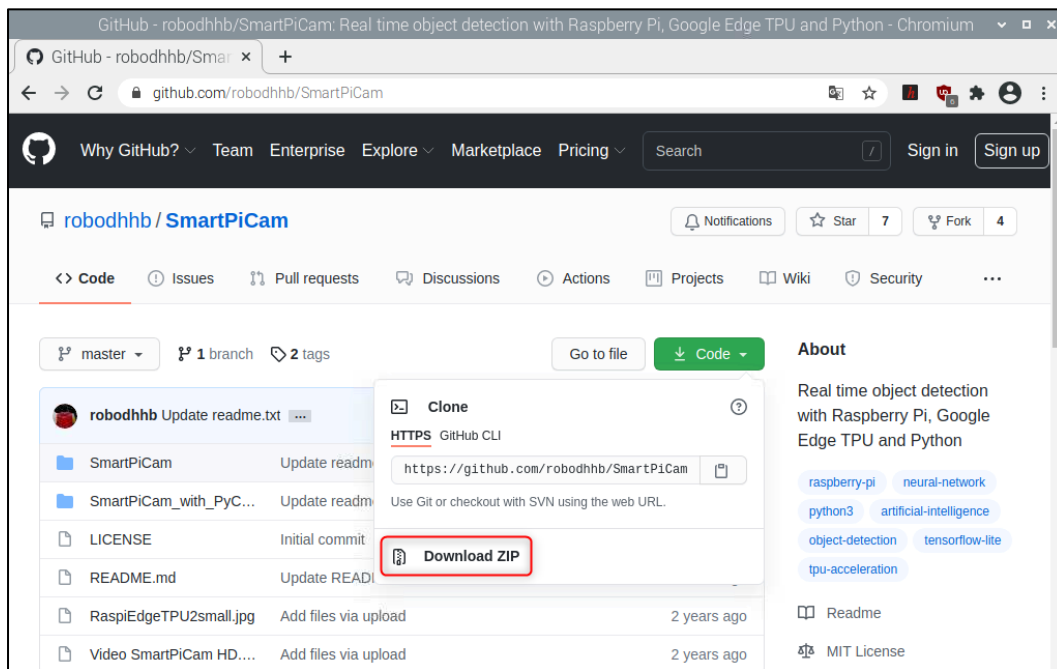 GitHub - robodhhb/SmartPiCam: Real time object detection with Raspberry Pi, Google Edge TPU and Python - Chromium
GitHub - robodhhb/Smar
github.com/robodhhb/SmartPiCam
Why GitHub? Team Enterprise Explore Marketplace Pricing Search / Sign in Sign up
robodhhb / SmartPiCam Notifications Star 7 Fork 4
Code Issues Pull requests Discussions Actions Projects Wiki Security ...
master 1 branch 2 tags Go to file Code
robodhhb Update readme.txt ...
SmartPiCam Update readm
SmartPiCam_with_PyC... Update readm
LICENSE Initial commit
README.md Update READ
RaspiEdgeTPU2small.jpg Add files via upload 2 years ago
Video SmartPiCam HD.... Add files via upload 2 years ago
Clone
HTTPS GitHub CLI
https://github.com/robodhhb/SmartPiCam
Use Git or checkout with SVN using the web URL.
Download ZIP
About
Real time object detection
with Raspberry Pi, Google
Edge TPU and Python
raspberry-pi neural-network
python3 artificial-intelligence
object-detection tensorflow-lite
tpu-acceleration
Readme
MIT License